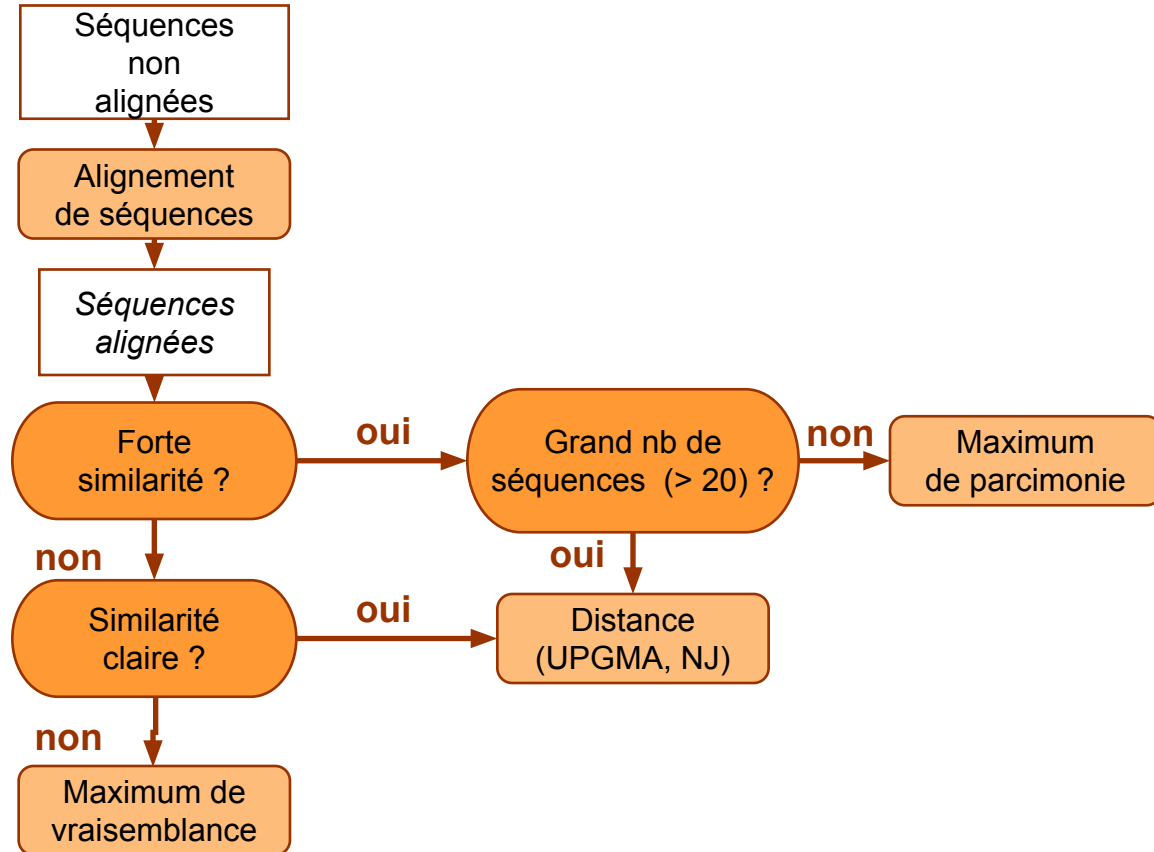 Séquences
non
alignées
Alignement
de séquences
Séquences
alignées
Forte
similarité ?
oui
Grand nb de
séquences (> 20) ?
non
Maximum
de parcimonie
non
oui
Similarité
claire ?
oui
Distance
(UPGMA, NJ)
non
Maximum de
vraisemblance